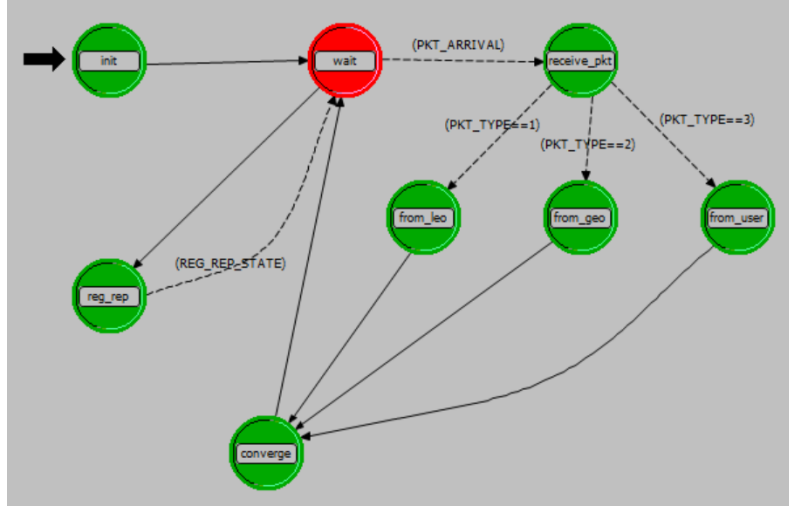 (PKT_ARRIVAL)
init
wait
receive_pkt
(PKT_TYPE==1)
(PKT_TYPE==3)
(PKT_TYPE==2)
from_leo
from_geo
from_user
(REG_REP_STATE)
reg_rep
converge